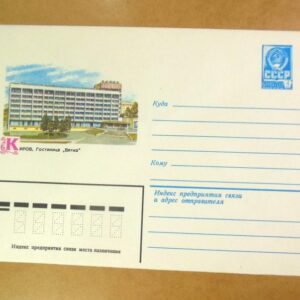 СССР
Куда
КИРОВ. Гостиница „Вятка"
Кому
Индекс предприятия связи
и адрес отправителя
Индекс предприятия связи места назначения